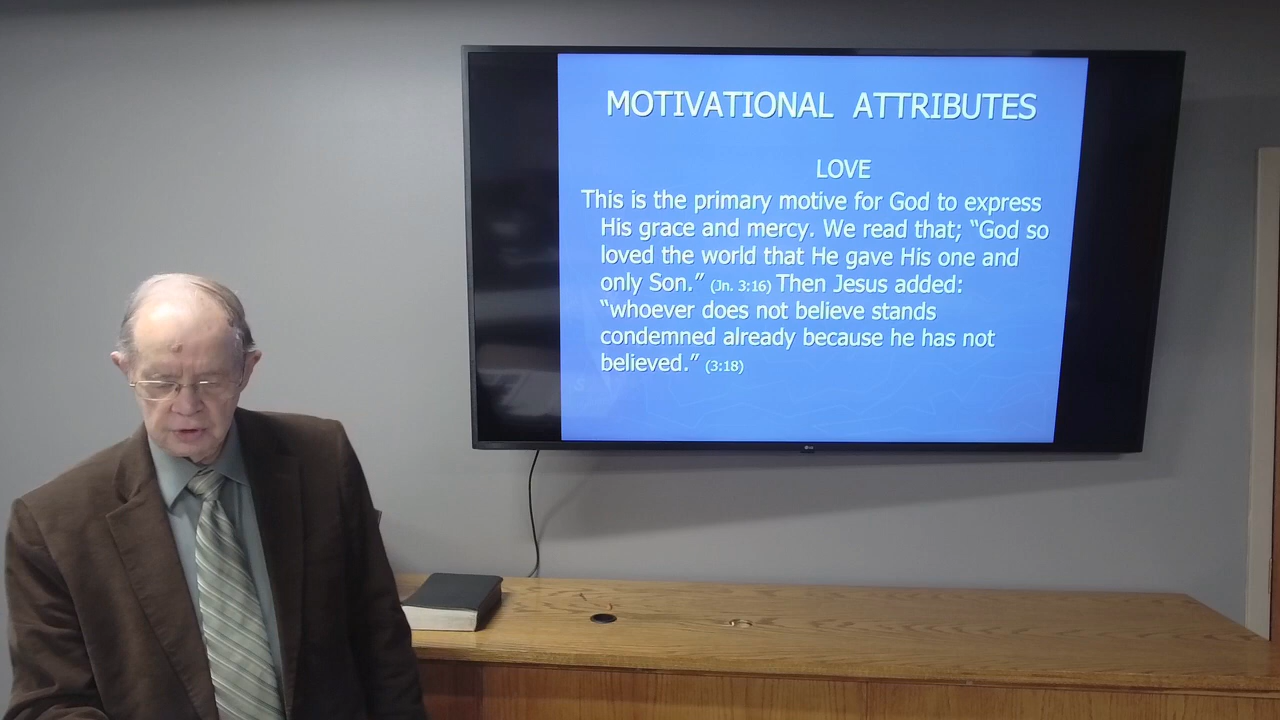 MOTIVATIONAL ATTRIBUTES
LOVE
This is the primary motive for God to express
His grace and mercy. We read that; “God so
loved the world that He gave His one and
only Son.” (Jn. 3:16) Then Jesus added:
“whoever does not believe stands
condemned already because he has not
believed.” (3:18)
LG